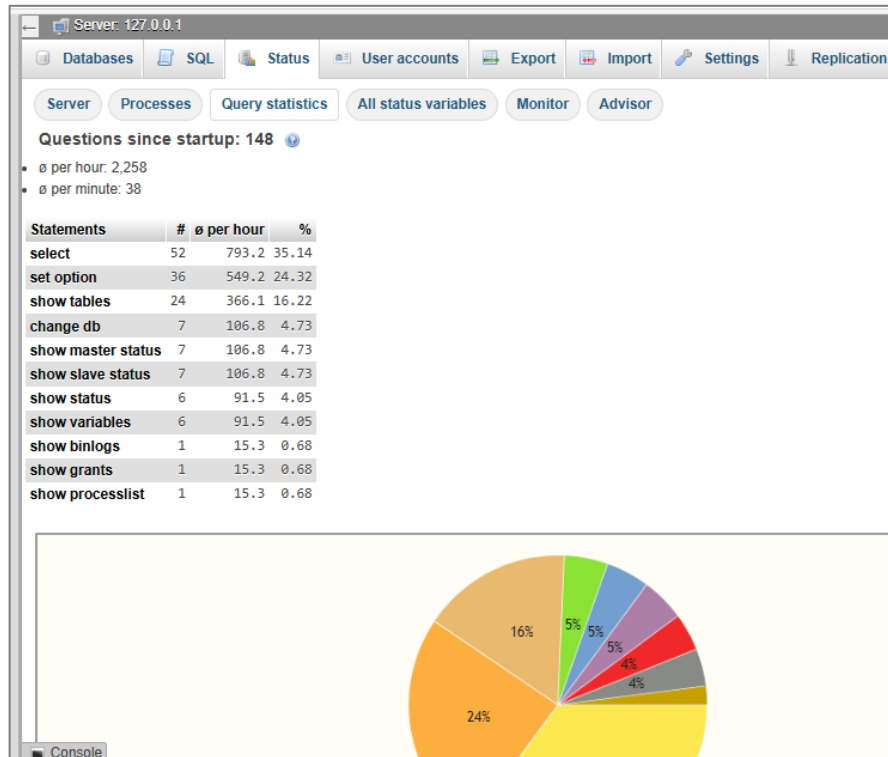 Server: 127.0.0.1
Databases SQL Status User accounts Export Import Settings Replication
Server Processes Query statistics All status variables Monitor Advisor
Questions since startup: 148
ø per hour: 2,258
ø per minute: 38
Statements # ø per hour %
select 52 793.2 35.14
set option 36 549.2 24.32
show tables 24 366.1 16.22
change db 7 106.8 4.73
show master status 7 106.8 4.73
show slave status 7 106.8 4.73
show status 6 91.5 4.05
show variables 6 91.5 4.05
show binlogs 1 15.3 0.68
show grants 1 15.3 0.68
show processlist 1 15.3 0.68
16% 5% 5%
5%
4%
4%
24%
Console